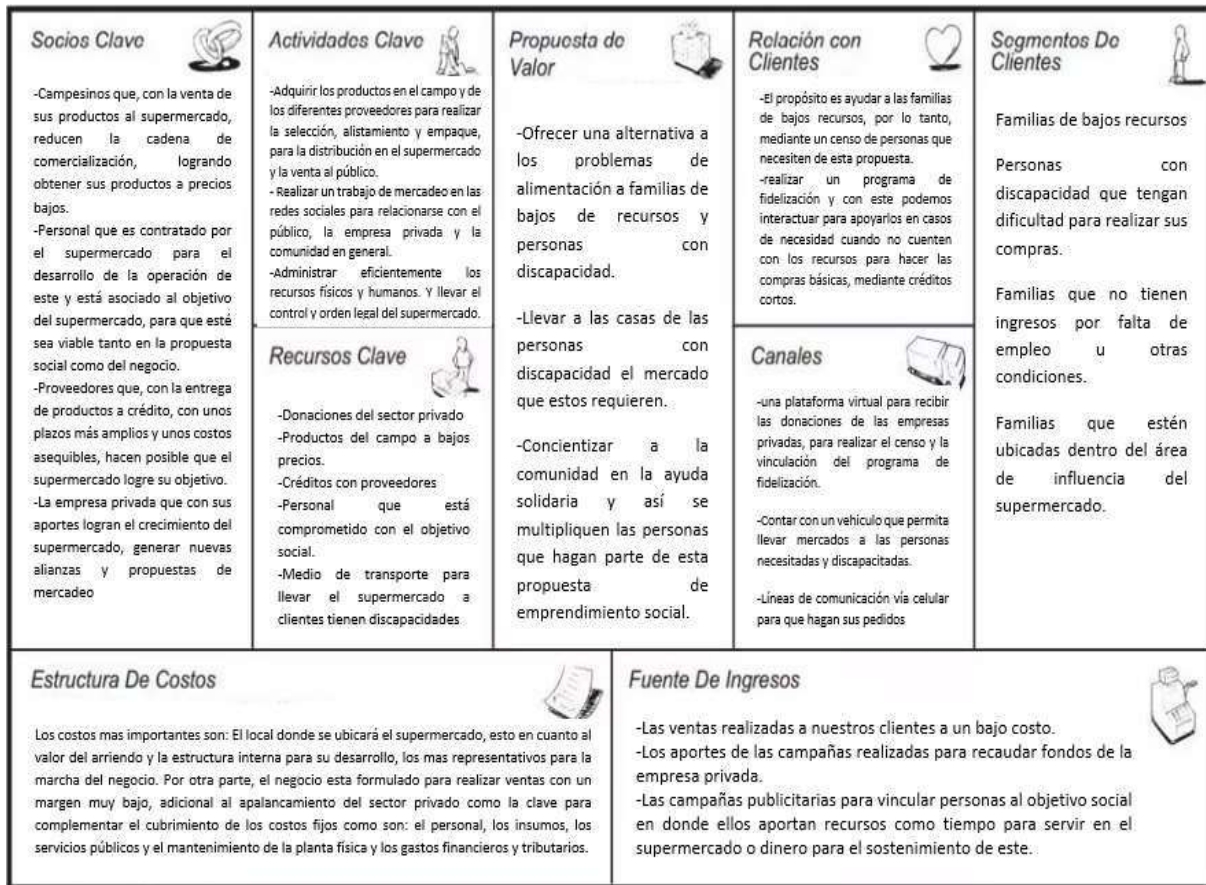 Socios Clave
-Campesinos que, con la venta de
sus productos al supermercado,
reducen la cadena de
comercialización, logrando
obtener sus productos a precios
bajos.
-Personal que es contratado por
el supermercado para el
desarrollo de la operación de
este y está asociado al objetivo
del supermercado, para que esté
sea viable tanto en la propuesta
social como del negocio.
-Proveedores que, con la entrega
de productos a crédito, con unos
plazos más amplios y unos costos
asequibles, hacen posible que el
supermercado logre su objetivo.
-La empresa privada que con sus
aportes logran el crecimiento del
supermercado, generar nuevas
alianzas y propuestas de
mercadeo
Actividades Clave
-Adquirir los productos en el campo y de
los diferentes proveedores para realizar
la selección, alistamiento y empaque,
para la distribución en el supermercado
y la venta al público.
- Realizar un trabajo de mercadeo en las
redes sociales para relacionarse con el
público, la empresa privada y la
comunidad en general.
-Administrar eficientemente los
recursos físicos y humanos. Y llevar el
control y orden legal del supermercado.
Recursos Clave
-Donaciones del sector privado
-Productos del campo a bajos
precios.
-Créditos con proveedores
-Personal que está
comprometido con el objetivo
social.
-Medio de transporte para
llevar el supermercado a
clientes tienen discapacidades
Propuesta de
Valor
-Ofrecer una alternativa a
los problemas de
alimentación a familias de
bajos de recursos y
personas con
discapacidad.
-Llevar a las casas de las
personas con
discapacidad el mercado
que estos requieren.
-Concientizar a la
comunidad en la ayuda
solidaria y así se
multipliquen las personas
que hagan parte de esta
propuesta de
emprendimiento social.
Relación con
Clientes
-El propósito es ayudar a las familias
de bajos recursos, por lo tanto,
mediante un censo de personas que
necesiten de esta propuesta.
-realizar un programa de
fidelización y con este podemos
interactuar para apoyarlos en casos
de necesidad cuando no cuenten
con los recursos para hacer las
compras básicas, mediante créditos
cortos.
Canales
-una plataforma virtual para recibir
las donaciones de las empresas
privadas, para realizar el censo y la
vinculación del programa de
fidelización.
-Contar con un vehiculo que permita
llevar mercados a las personas
necesitadas y discapacitadas.
-Líneas de comunicación vía celular
para que hagan sus pedidos
Segmentos De
Clientes
Familias de bajos recursos
Personas con
discapacidad que tengan
dificultad para realizar sus
compras.
Familias que no tienen
ingresos por falta de
empleo u otras
condiciones.
Familias que estén
ubicadas dentro del área
de influencia del
supermercado.
Estructura De Costos
Los costos mas importantes son: El local donde se ubicará el supermercado, esto en cuanto al
valor del arriendo y la estructura interna para su desarrollo, los mas representativos para la
marcha del negocio. Por otra parte, el negocio esta formulado para realizar ventas con un
margen muy bajo, adicional al apalancamiento del sector privado como la clave para
complementar el cubrimiento de los costos fijos como son: el personal, los insumos, los
servicios públicos y el mantenimiento de la planta física y los gastos financieros y tributarios.
Fuente De Ingresos
-Las ventas realizadas a nuestros clientes a un bajo costo.
-Los aportes de las campañas realizadas para recaudar fondos de la
empresa privada.
-Las campañas publicitarias para vincular personas al objetivo social
en donde ellos aportan recursos como tiempo para servir en el
supermercado o dinero para el sostenimiento de este.